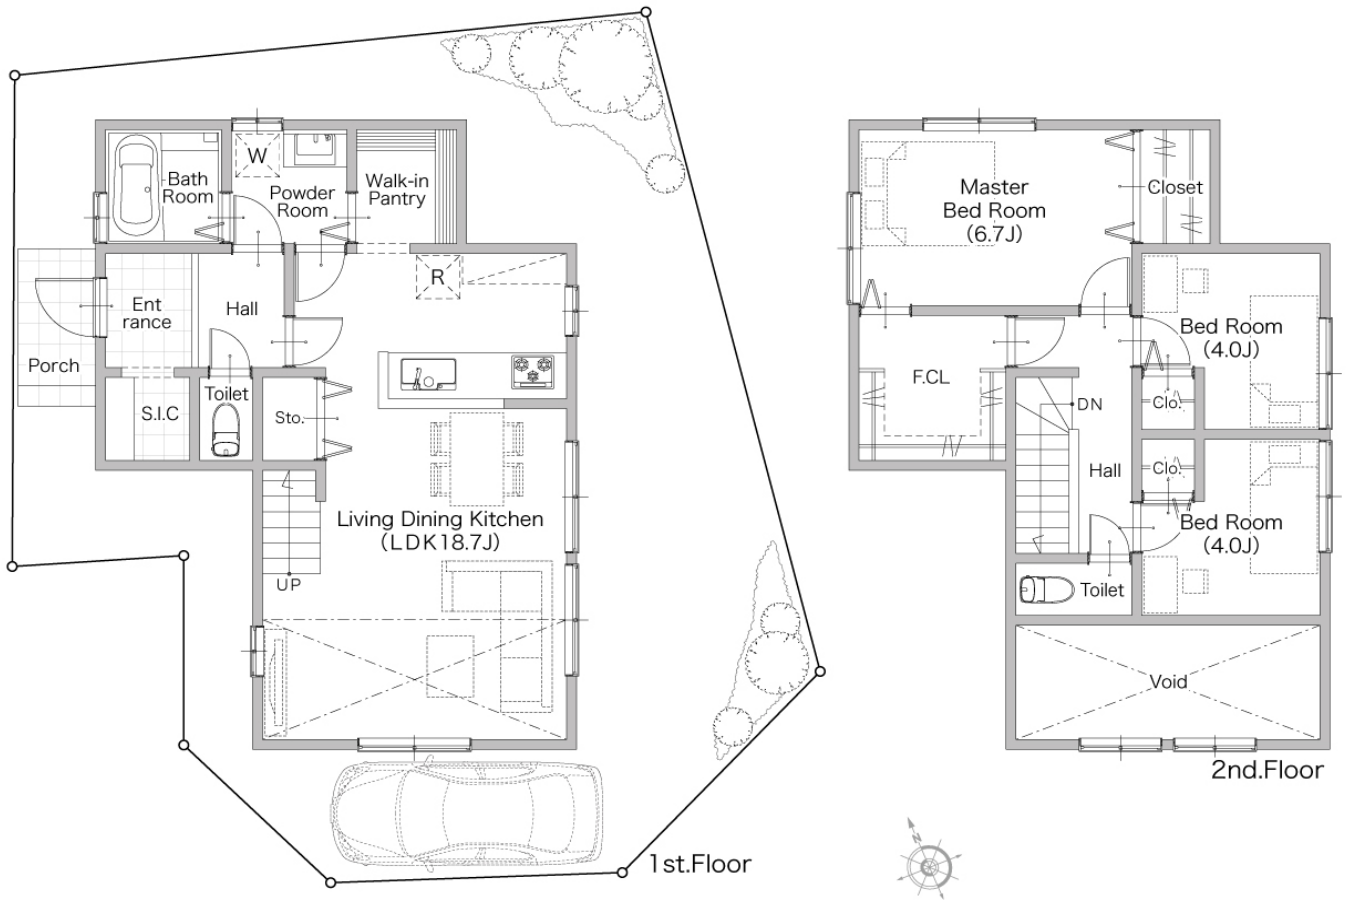 Bath
Room
W
Powder
Room
Walk-in
Pantry
R
Ent
rance
Hall
Porch
S.I.C
Toilet
Sto.
Living Dining Kitchen
(LDK18.7J)
UP
1st.Floor
Master
Bed Room
(6.7J)
Closet
Bed Room
(4.0J)
F.CL
Clo.
DN
Hall
Clo.
Bed Room
(4.0J)
Toilet
Void
2nd.Floor
N